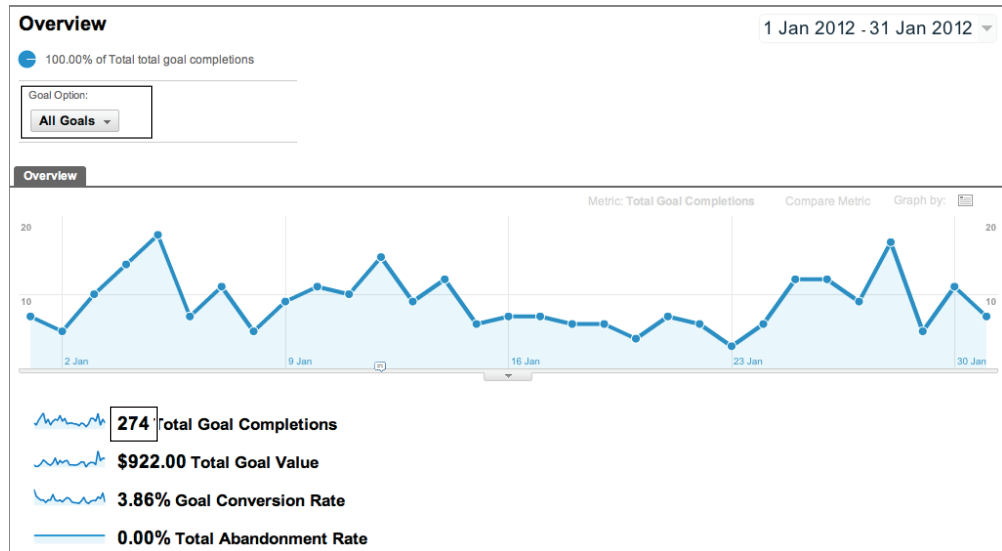 Overview
1 Jan 2012 - 31 Jan 2012
100.00% of Total total goal completions
Goal Option:
All Goals
Overview
Metric: Total Goal Completions Compare Metric Graph by:
20 20
10 10
2 Jan 9 Jan 16 Jan 23 Jan 30 Jan
274 Total Goal Completions
$922.00 Total Goal Value
3.86% Goal Conversion Rate
0.00% Total Abandonment Rate